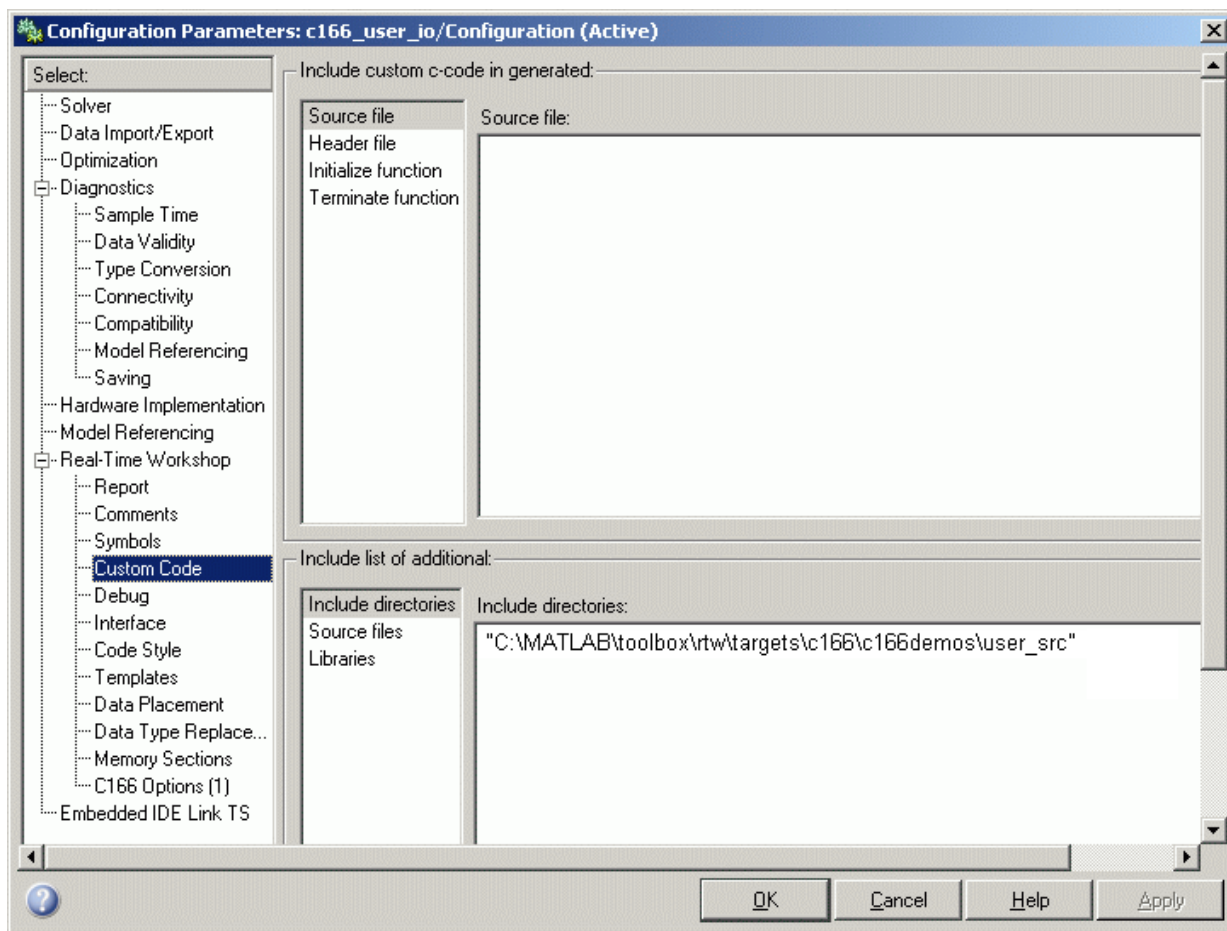 Configuration Parameters: c166_user_io/Configuration (Active)
Select:
Solver
Data Import/Export
Optimization
Diagnostics
Sample Time
Data Validity
Type Conversion
Connectivity
Compatibility
Model Referencing
Saving
Hardware Implementation
Model Referencing
Real-Time Workshop
Report
Comments
Symbols
Custom Code
Debug
Interface
Code Style
Templates
Data Placement
Data Type Replace...
Memory Sections
C166 Options (1)
Embedded IDE Link TS
Include custom c-code in generated:
Source file
Header file
Initialize function
Terminate function
Source file:
Include list of additional:
Include directories
Source files
Libraries
Include directories:
"C:\MATLAB\toolbox\rtw\targets\c166\c166demos\user_src"
OK
Cancel
Help
Apply